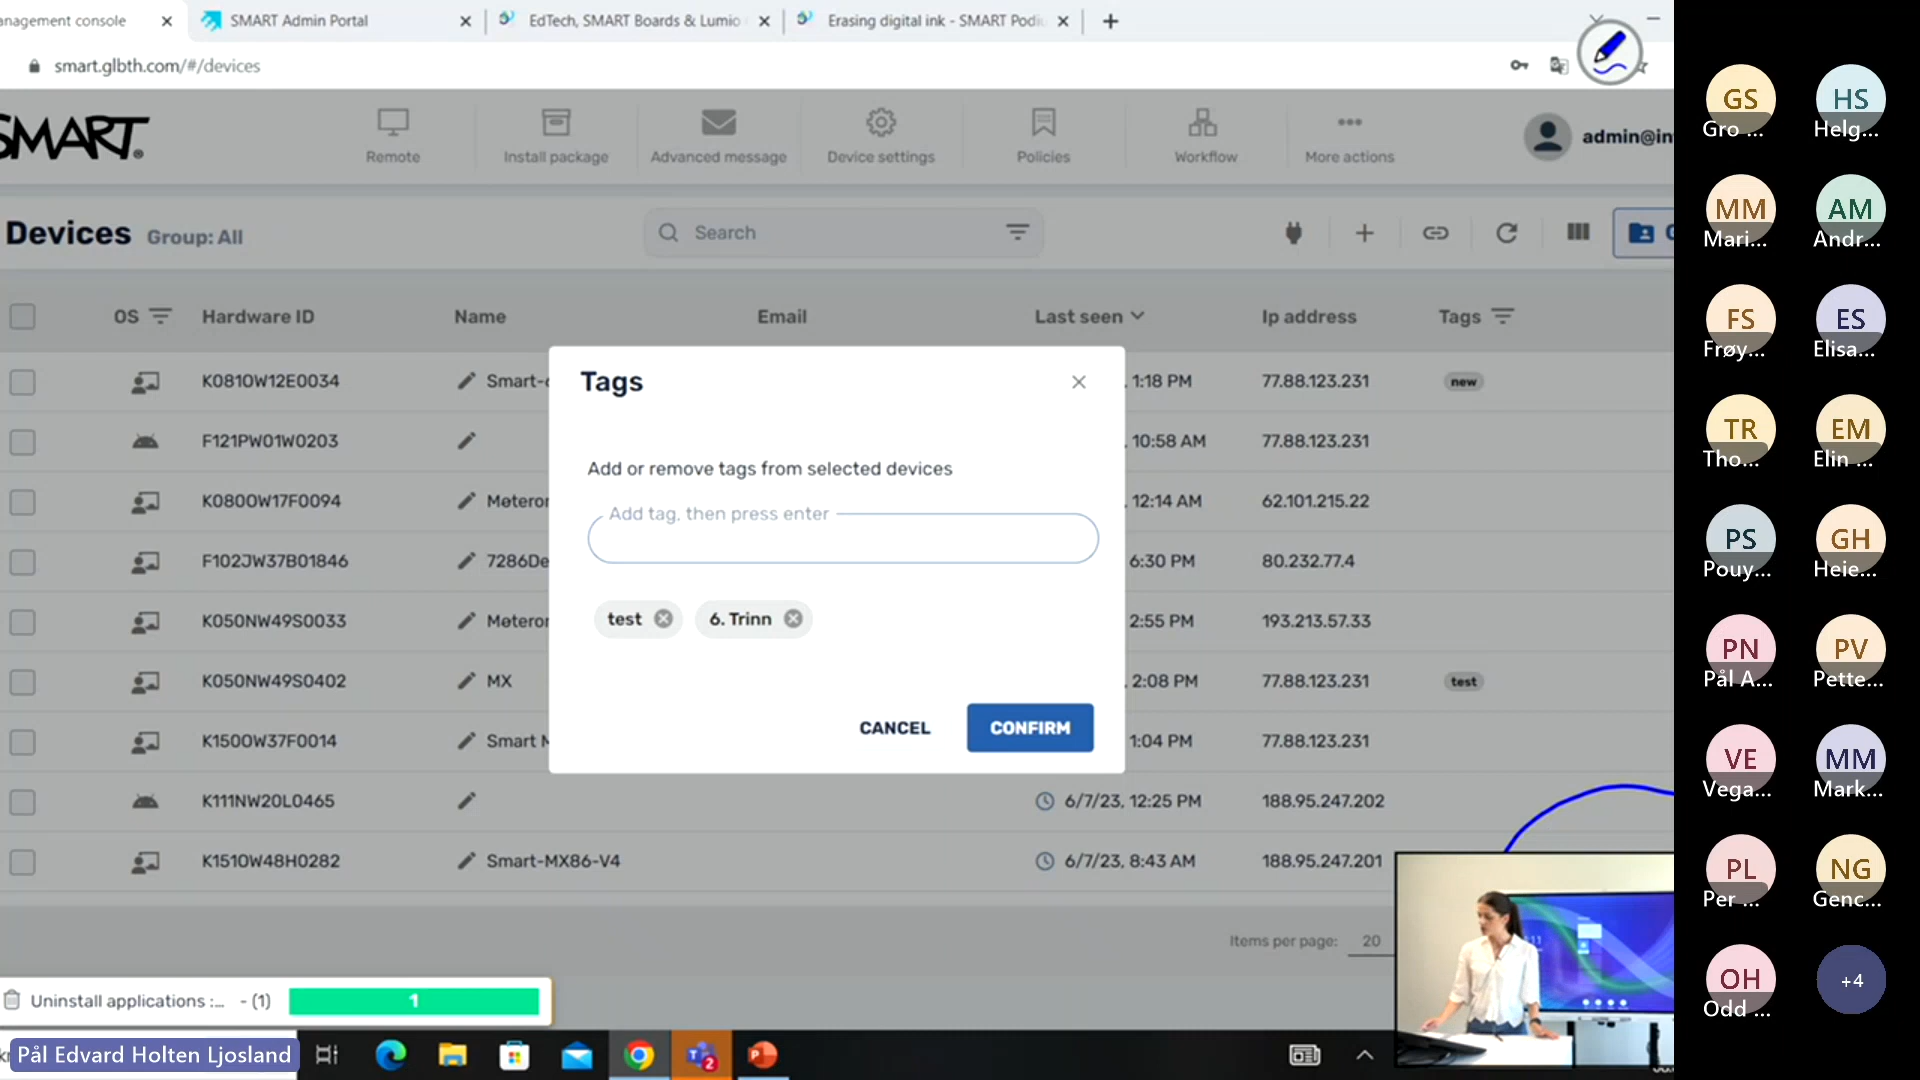 anagement console
SMART Admin Portal
EdTech, SMART Boards & Lumio
Erasing digital ink - SMART Podi
smart.glbth.com/#/devices
SMART
Remote
Install package
Advanced message
Device settings
Policies
Workflow
More actions
admin@in
Devices Group: All
Search
OS Hardware ID Name Email Last seen Ip address Tags
K081OW12E0034 Smart- 1:18 PM 77.88.123.231 new
F121PW01W0203 10:58 AM 77.88.123.231
K080OW17F0094 Møteror 12:14 AM 62.101.215.22
F102JW37B01846 7286De 6:30 PM 80.232.77.4
K050NW49S0033 Møteror 2:55 PM 193.213.57.33
K050NW49S0402 MX 2:08 PM 77.88.123.231 test
K150OW37F0014 Smart M 1:04 PM 77.88.123.231
K111NW20L0465 6/7/23, 12:25 PM 188.95.247.202
K151OW48H0282 Smart-MX86-V4 6/7/23, 8:43 AM 188.95.247.201
Tags
Add or remove tags from selected devices
Add tag, then press enter
test 6. Trinn
CANCEL CONFIRM
Items per page: 20
Uninstall applications :... - (1) 1
Pål Edvard Holten Ljosland
2
GS
Gro ...
HS
Helg...
MM
Mari...
AM
Andr...
FS
Frøy...
ES
Elisa...
TR
Tho...
EM
Elin ...
PS
Pouy...
GH
Heie...
PN
Pål A...
PV
Pette...
VE
Vega...
MM
Mark...
PL
Per ...
NG
Genc...
OH
Odd ...
+4